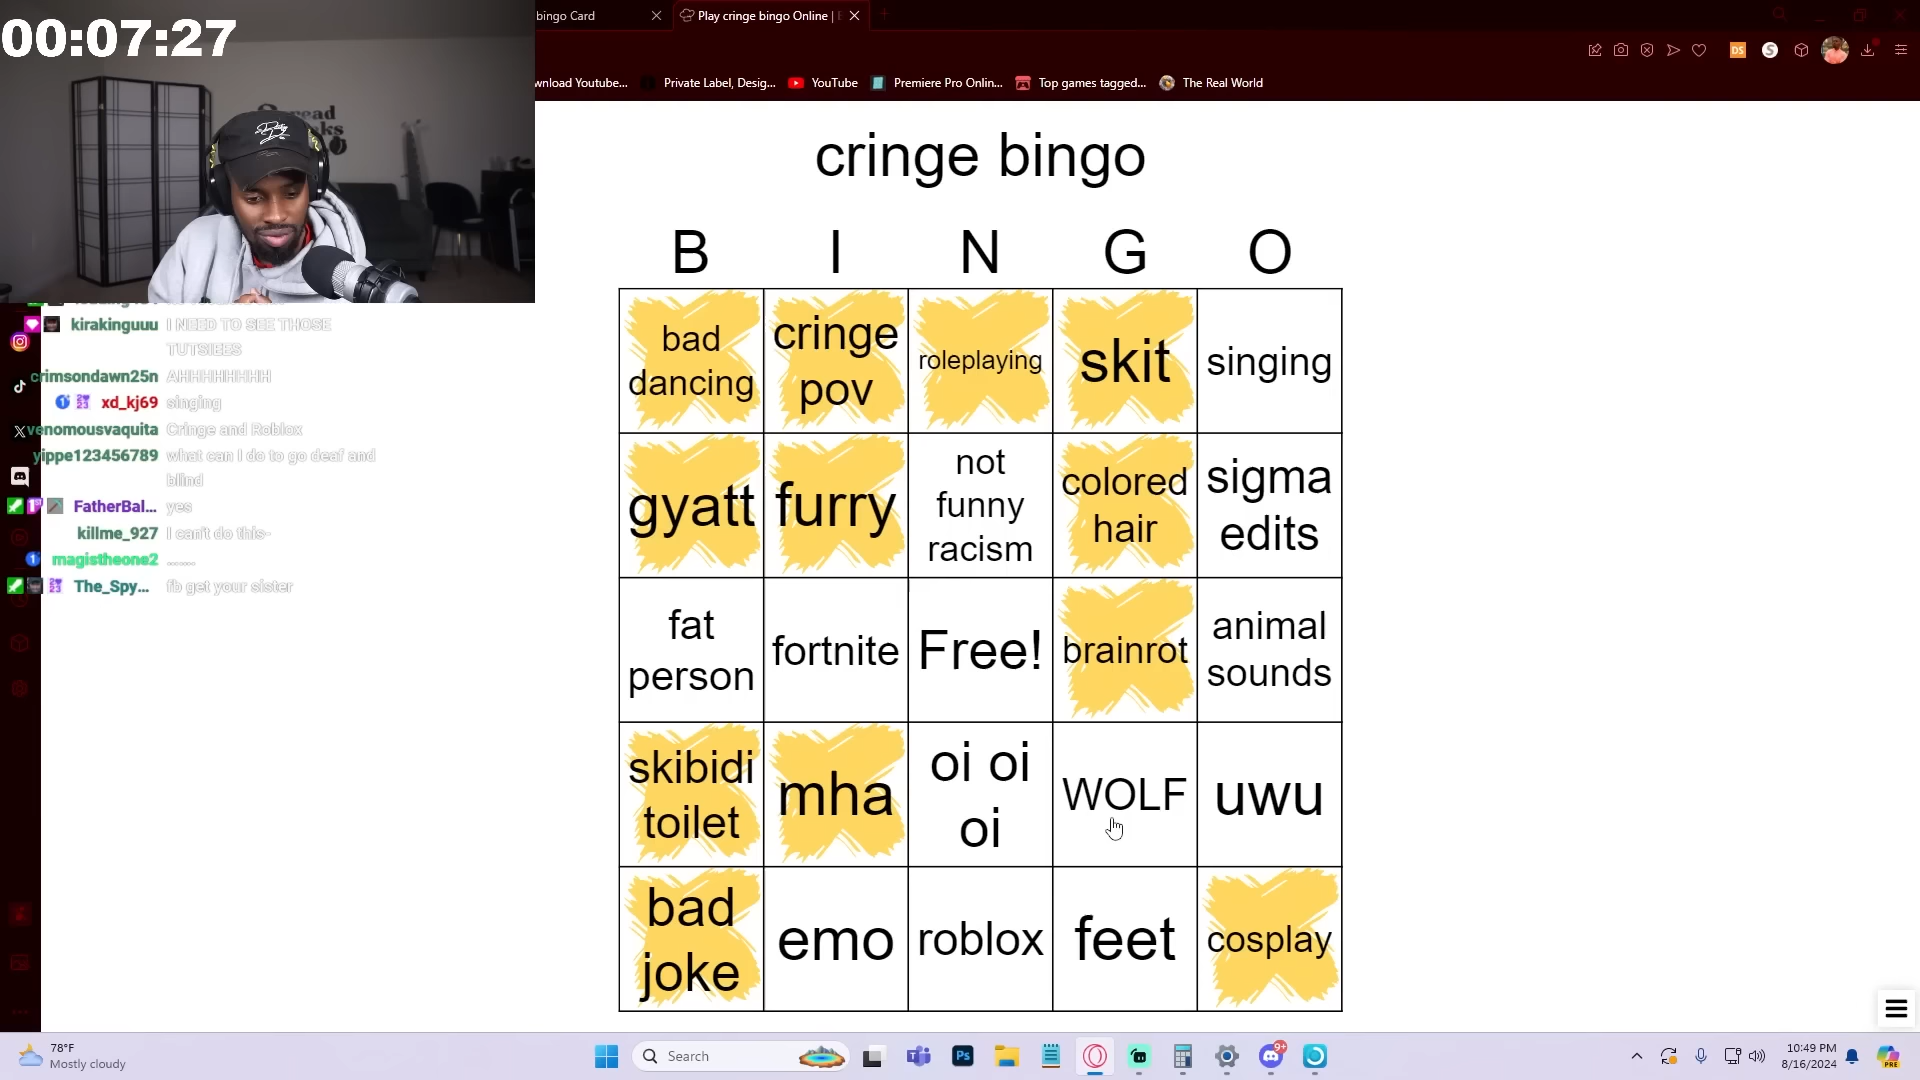 00:07:27
bingo Card
Play cringe bingo Online |
wnload Youtube...
Private Label, Desig...
YouTube
Premiere Pro Onlin...
Top games tagged...
The Real World
cringe bingo
B I N G O
bad
dancing
cringe
pov
roleplaying
skit
singing
gyatt
furry
not
funny
racism
colored
hair
sigma
edits
fat
person
fortnite
Free!
brainrot
animal
sounds
skibidi
toilet
mha
oi oi
oi
WOLF
uwu
bad
joke
emo
roblox
feet
cosplay
kirakinguuu I NEED TO SEE THOSE
TUTSIEES
crimsondawn25n AHHHHHHHH
xd_kj69 singing
venomousvaquita Cringe and Roblox
yippe123456789 what can I do to go deaf and
blind
FatherBal... yes
killme_927 I can't do this-
magistheone2 ......
The_Spy... fb get your sister
78°F
Mostly cloudy
Search
Ps
9+
10:49 PM
8/16/2024
PRE
DS